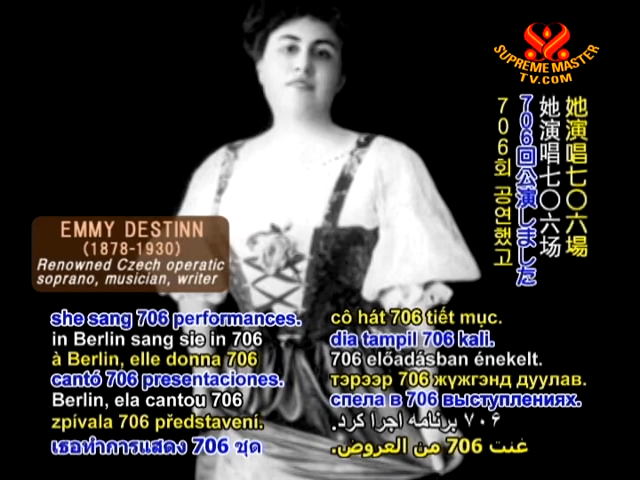 SUPREME MASTER
TV.COM
她演唱七〇六場
她演唱七〇六场
706回公演しました
706회 공연했고
EMMY DESTINN
(1878-1930)
Renowned Czech operatic
soprano, musician, writer
she sang 706 performances.
in Berlin sang sie in 706
à Berlin, elle donna 706
cantó 706 presentaciones.
Berlin, ela cantou 706
zpívala 706 představení.
เธอทำการแสดง 706 ชุด
cô hát 706 tiết mục.
dia tampil 706 kali.
706 előadásban énekelt.
тэрээр 706 жүжгэнд дуулав.
спела в 706 выступлениях.
۷۰۶ برنامه اجرا کرد.
غنت 706 من العروض.